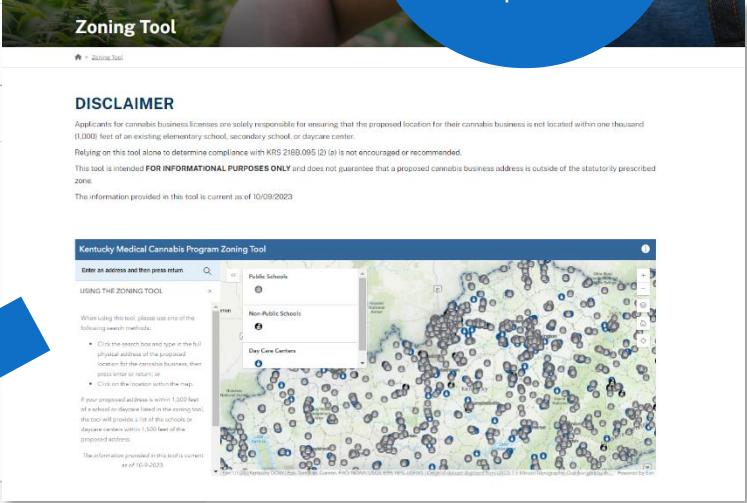 Zoning Tool
Zoning Tool
DISCLAIMER
Applicants for cannabis business licenses are solely responsible for ensuring that the proposed location for their cannabis business is not located within one thousand
(1,000) feet of an existing elementary school, secondary school, or daycare center.
Relying on this tool alone to determine compliance with KRS 218B.095 (2) (a) is not encouraged or recommended.
This tool is intended FOR INFORMATIONAL PURPOSES ONLY and does not guarantee that a proposed cannabis business address is outside of the statutorily prescribed
zone.
The information provided in this tool is current as of 10/09/2023
Kentucky Medical Cannabis Program Zoning Tool
Enter an address and then press return
USING THE ZONING TOOL
When using this tool, please use one of the
following search methods:
Click the search box and type in the full
physical address of the proposed
location for the cannabis business, then
press enter or return; or
Click on the location within the map.
If your proposed address is within 1,500 feet
of a school or daycare listed in the zoning tool,
the tool will provide a list of the schools or
daycare centers within 1,500 feet of the
proposed address.
The information provided in this tool is current
as of 10-9-2023.
Public Schools
Non-Public Schools
Day Care Centers
Kentucky
Powered by Esri